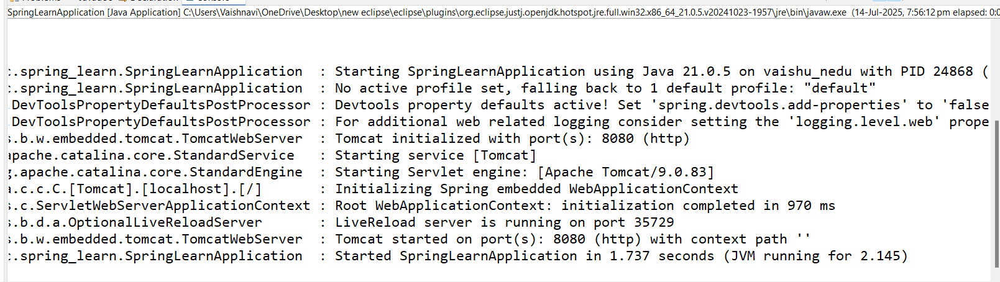 Console
SpringLearnApplication [Java Application] C:\Users\Vaishnavi\OneDrive\Desktop\new eclipse\eclipse\plugins\org.eclipse.justj.openjdk.hotspot.jre.full.win32.x86_64_21.0.5.v20241023-1957\jre\bin\javaw.exe (14-Jul-2025, 7:56:12 pm elapsed: 0:0
c.spring_learn.SpringLearnApplication : Starting SpringLearnApplication using Java 21.0.5 on vaishu_nedu with PID 24868 (
c.spring_learn.SpringLearnApplication : No active profile set, falling back to 1 default profile: "default"
.DevToolsPropertyDefaultsPostProcessor : Devtools property defaults active! Set 'spring.devtools.add-properties' to 'false
.DevToolsPropertyDefaultsPostProcessor : For additional web related logging consider setting the 'logging.level.web' prope
s.b.w.embedded.tomcat.TomcatWebServer : Tomcat initialized with port(s): 8080 (http)
apache.catalina.core.StandardService : Starting service [Tomcat]
g.apache.catalina.core.StandardEngine : Starting Servlet engine: [Apache Tomcat/9.0.83]
a.c.c.C.[Tomcat].[localhost].[/] : Initializing Spring embedded WebApplicationContext
s.c.ServletWebServerApplicationContext : Root WebApplicationContext: initialization completed in 970 ms
s.b.d.a.OptionalLiveReloadServer : LiveReload server is running on port 35729
s.b.w.embedded.tomcat.TomcatWebServer : Tomcat started on port(s): 8080 (http) with context path ''
c.spring_learn.SpringLearnApplication : Started SpringLearnApplication in 1.737 seconds (JVM running for 2.145)